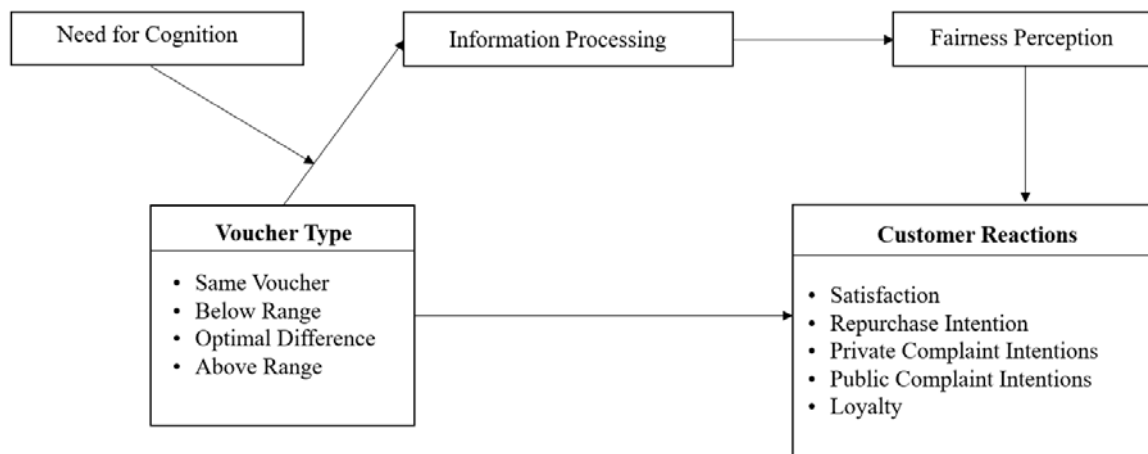 Need for Cognition
Information Processing
Fairness Perception
Voucher Type
• Same Voucher
• Below Range
• Optimal Difference
• Above Range
Customer Reactions
• Satisfaction
• Repurchase Intention
• Private Complaint Intentions
• Public Complaint Intentions
• Loyalty